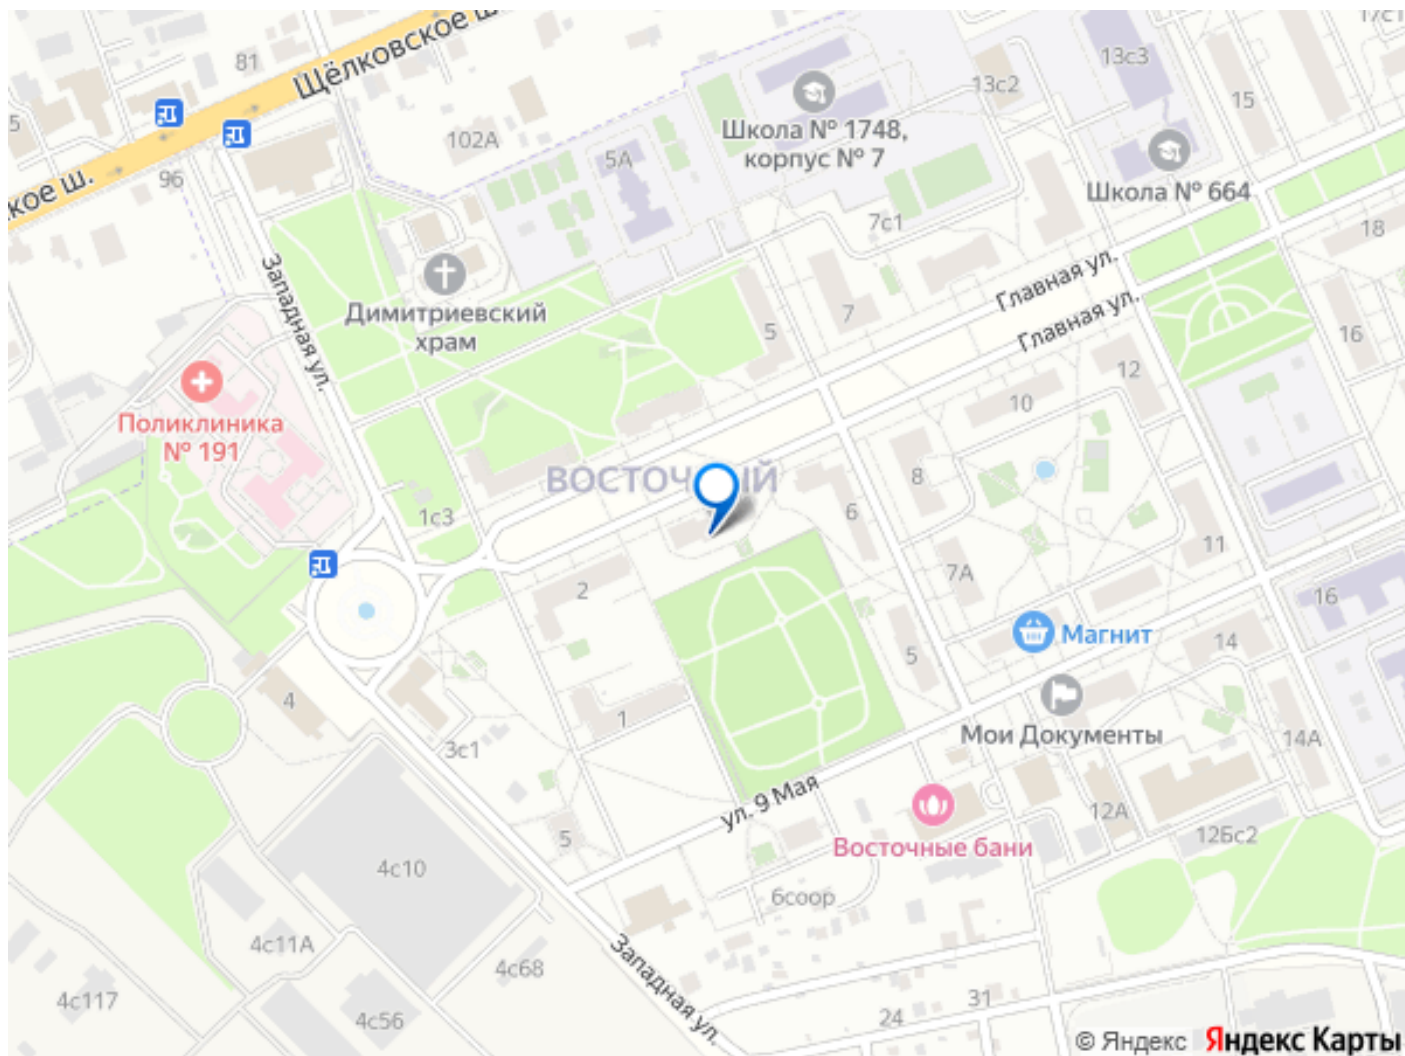 17с1
Щёлковское ш.
81
13с3
13с2
15
5
102А
Школа № 1748,
корпус № 7
5А
Школа № 664
кое ш.
96
7с1
18
Западная ул.
Главная ул.
Димитриевский
храм
5
7
Главная ул.
16
12
10
Поликлиника
№ 191
8
ВОСТОЧНЫЙ
1с3
6
11
7А
2
16
Магнит
14
5
4
1
Мои Документы
14А
3с1
ул. 9 Мая
12А
5
Восточные бани
12Бс2
4с10
6соор
4с11А
4с68
Западная ул.
4с117
31
24
4с56
© Яндекс Яндекс Карты